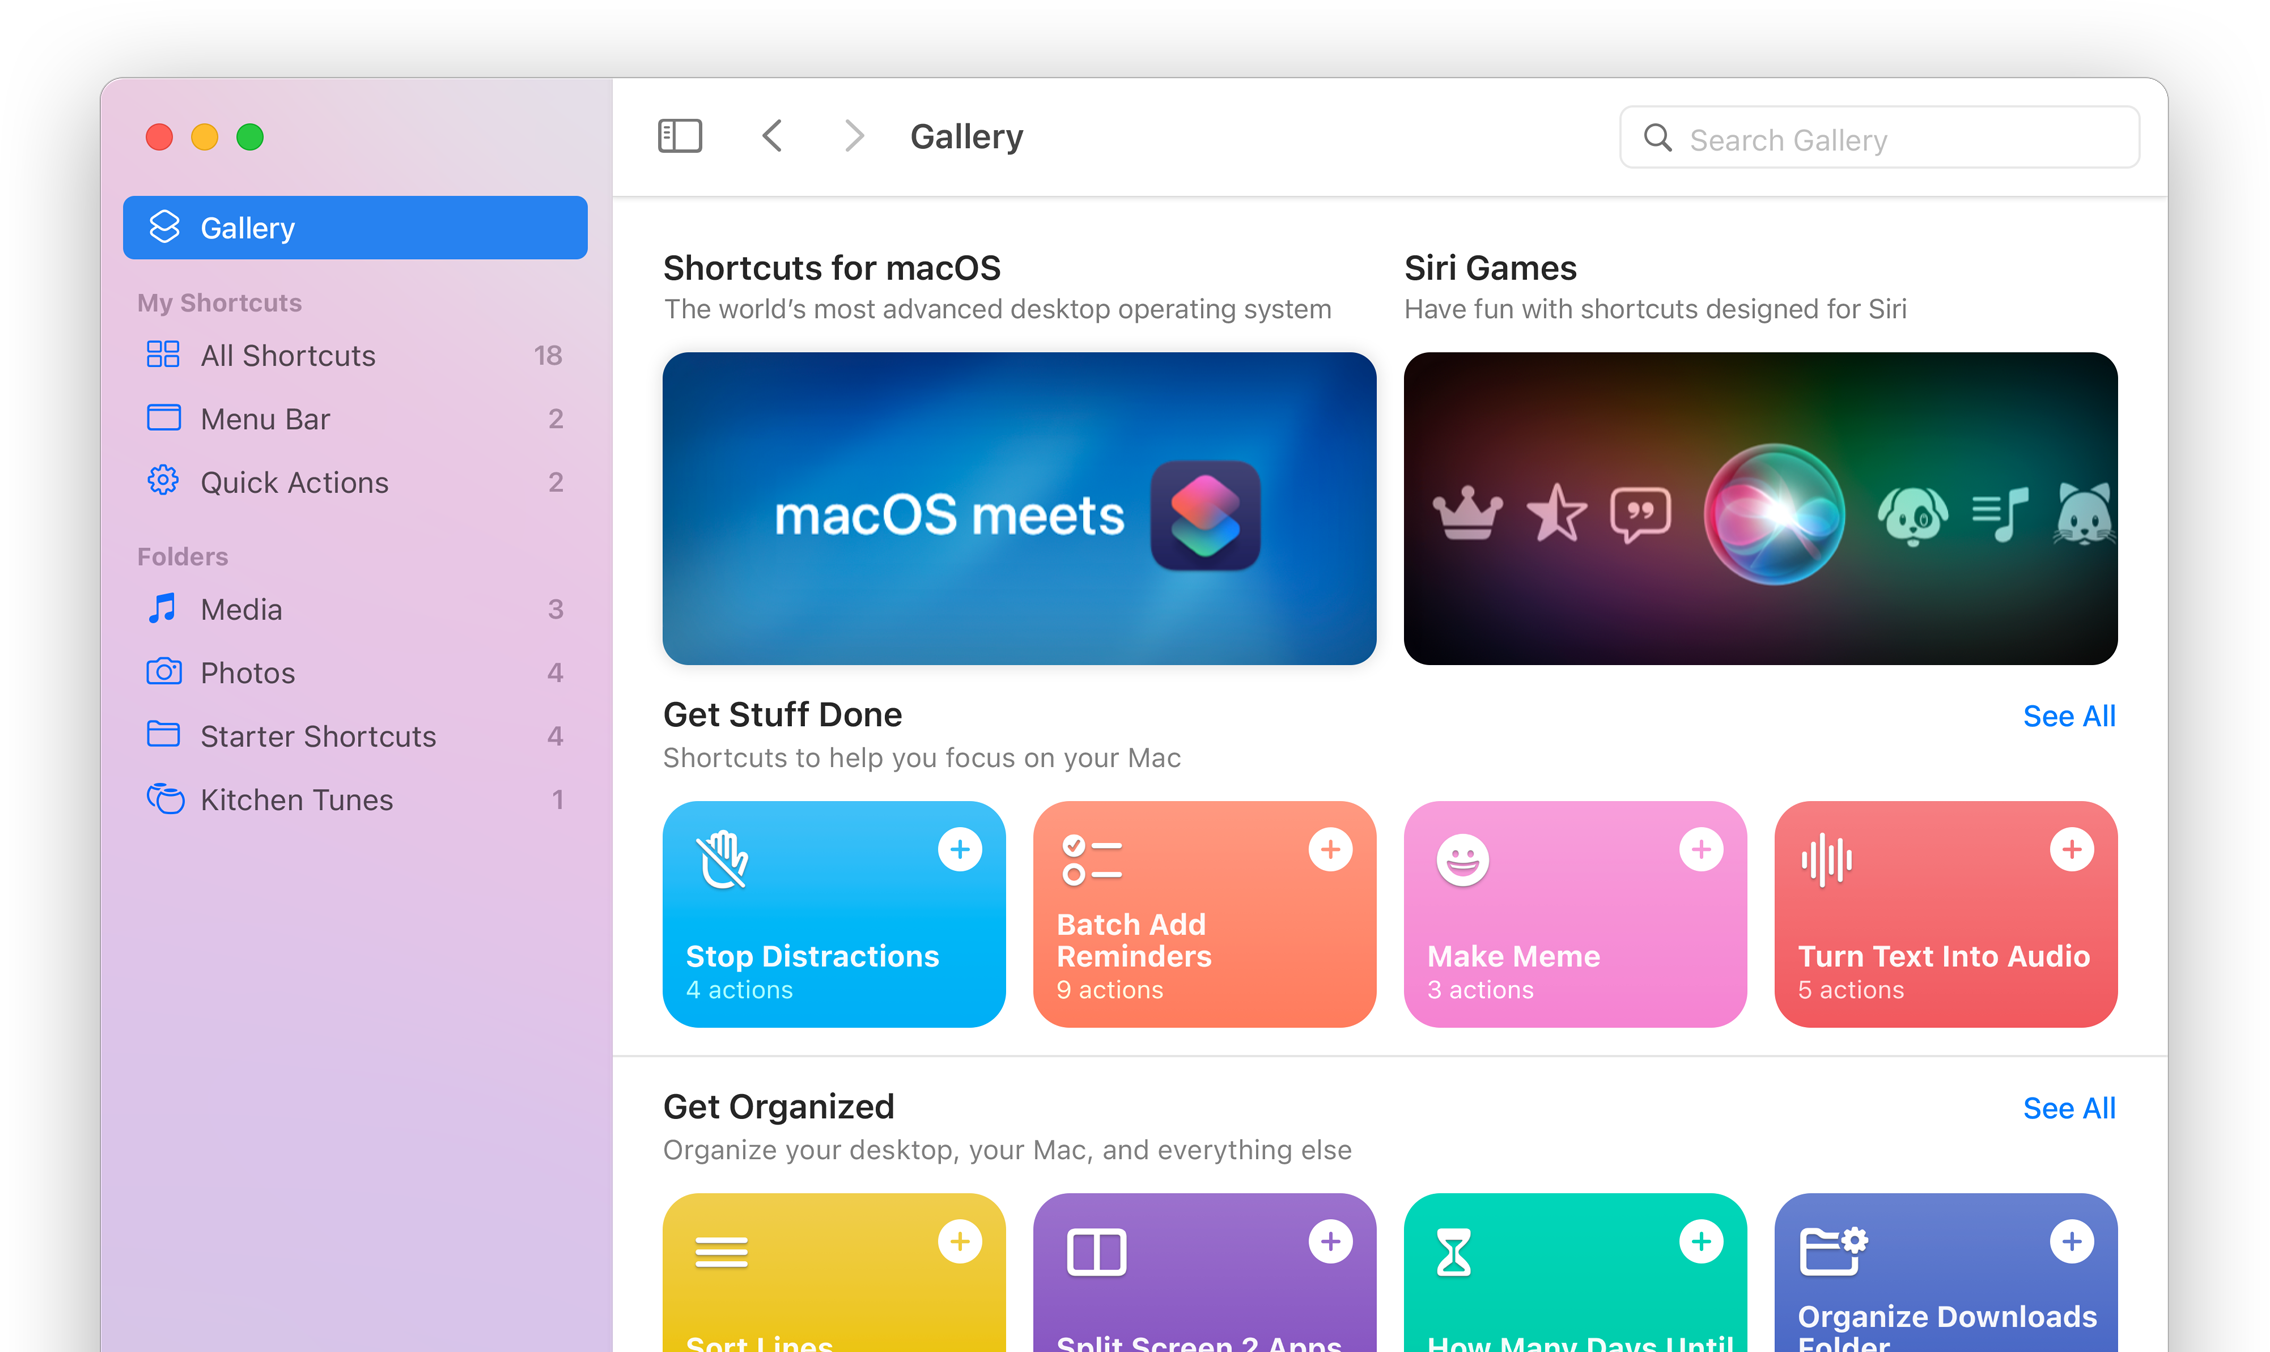 Gallery
Search Gallery
Gallery
My Shortcuts
All Shortcuts 18
Menu Bar 2
Quick Actions 2
Folders
Media 3
Photos 4
Starter Shortcuts 4
Kitchen Tunes 1
Shortcuts for macOS
The world’s most advanced desktop operating system
macOS meets
Siri Games
Have fun with shortcuts designed for Siri
Get Stuff Done
See All
Shortcuts to help you focus on your Mac
Stop Distractions
4 actions
Batch Add
Reminders
9 actions
Make Meme
3 actions
Turn Text Into Audio
5 actions
Get Organized
See All
Organize your desktop, your Mac, and everything else
Sort Lines
Split Screen 2 Apps
How Many Days Until
Organize Downloads
Folder